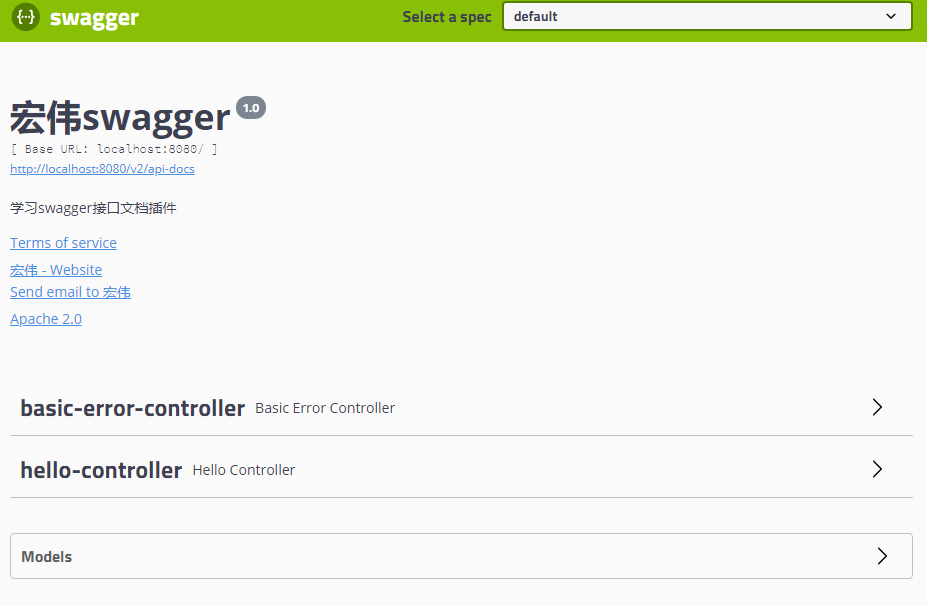 swagger
Select a spec default
宏伟swagger 1.0
[ Base URL: localhost:8080/ ]
http://localhost:8080/v2/api-docs
学习swagger接口文档插件
Terms of service
宏伟 - Website
Send email to 宏伟
Apache 2.0
basic-error-controller Basic Error Controller
hello-controller Hello Controller
Models